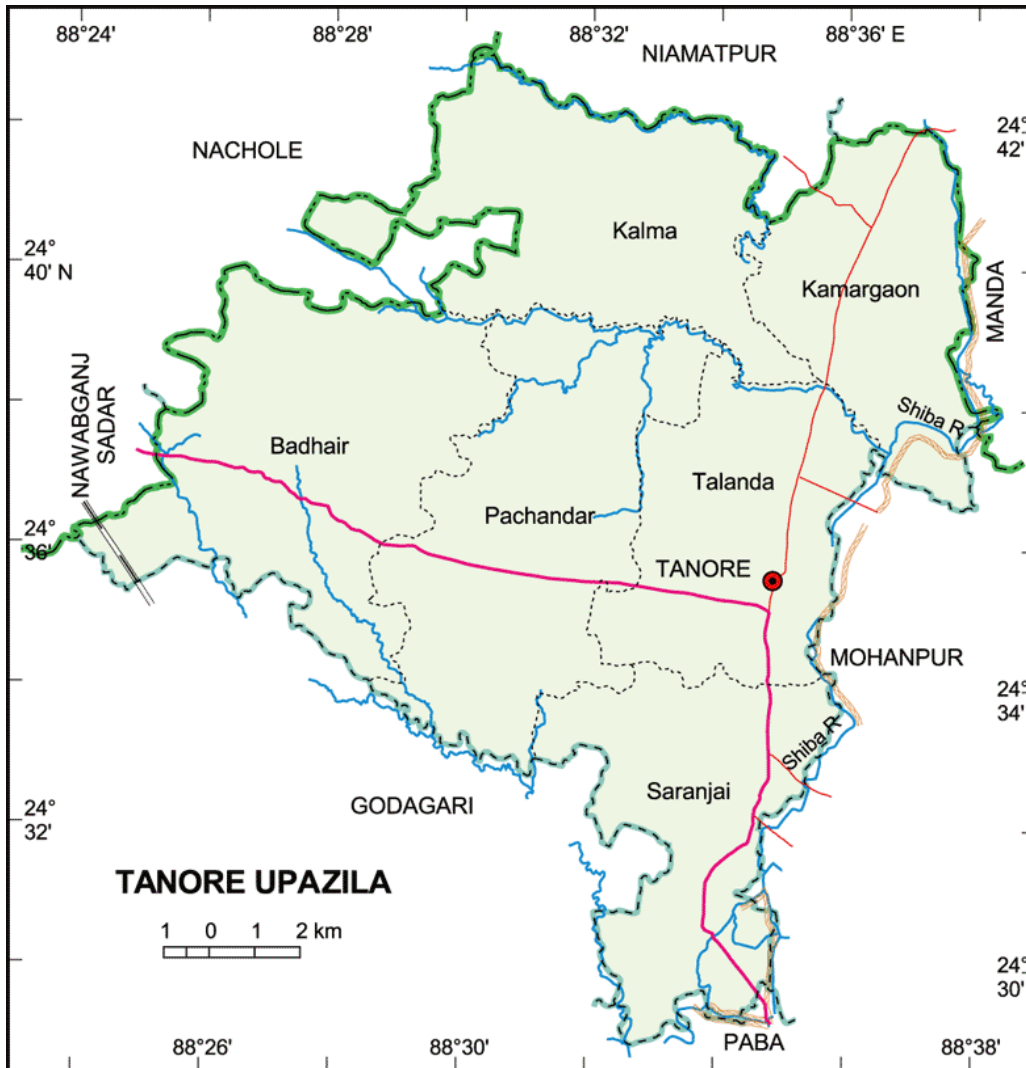 88°24' 88°28' 88°32' 88°36' E
NIAMATPUR
24°
42'
NACHOLE
Kalma
24°
40' N
Kamargaon
MANDA
NAWABGANJ
SADAR
Shiba R
Badhair
Talanda
Pachandar
24°
36'
TANORE
MOHANPUR
24°
34'
Shiba R
Saranjai
GODAGARI
24°
32'
TANORE UPAZILA
1 0 1 2 km
24°
30'
PABA
88°26' 88°30' 88°38'